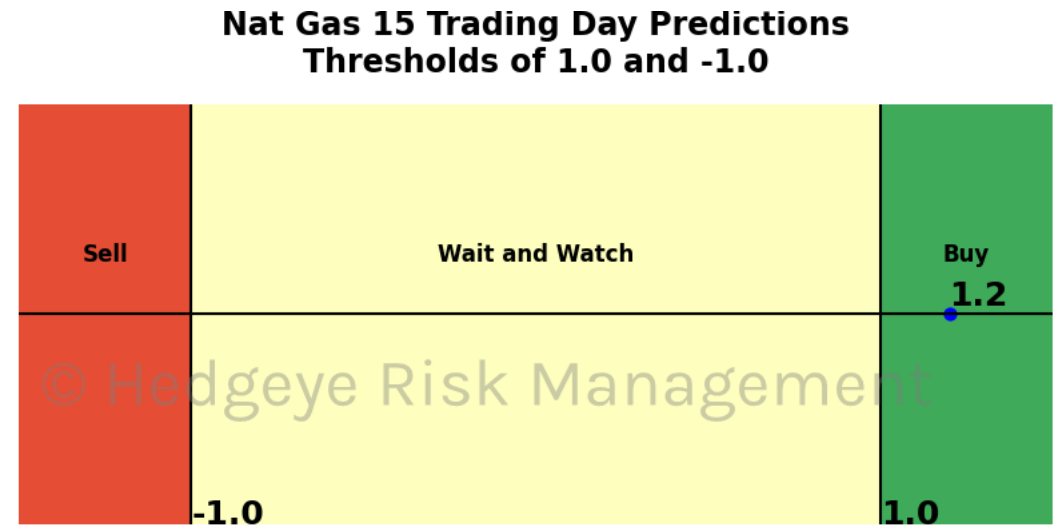 Nat Gas 15 Trading Day Predictions
Thresholds of 1.0 and -1.0
Sell
Wait and Watch
Buy
1.2
© Hedgeye Risk Management
-1.0
1.0